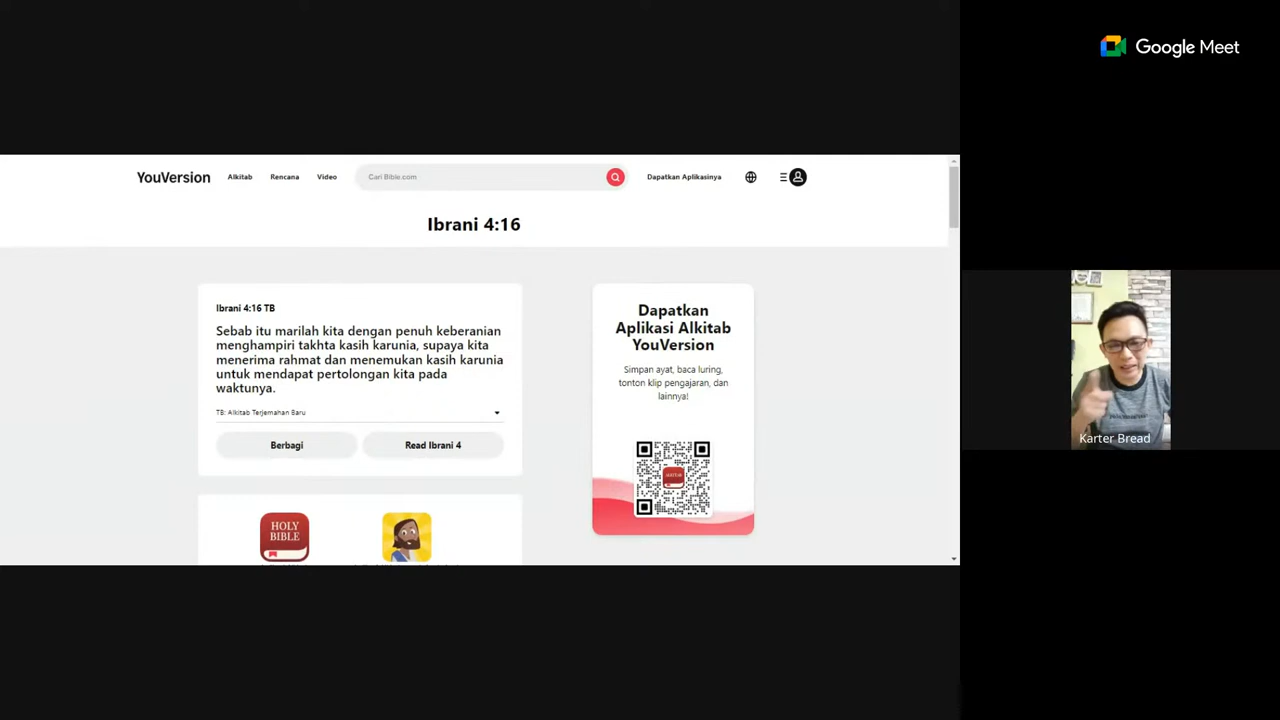 Google Meet
YouVersion Alkitab Rencana Video Cari Bible.com Dapatkan Aplikasinya
Ibrani 4:16
Ibrani 4:16 TB
Sebab itu marilah kita dengan penuh keberanian
menghampiri takhta kasih karunia, supaya kita
menerima rahmat dan menemukan kasih karunia
untuk mendapat pertolongan kita pada
waktunya.
TB: Alkitab Terjemahan Baru
Berbagi Read Ibrani 4
HOLY
BIBLE
Dapatkan
Aplikasi Alkitab
YouVersion
Simpan ayat, baca luring,
tonton klip pengajaran, dan
lainnya!
ALKITAB
Karter Bread